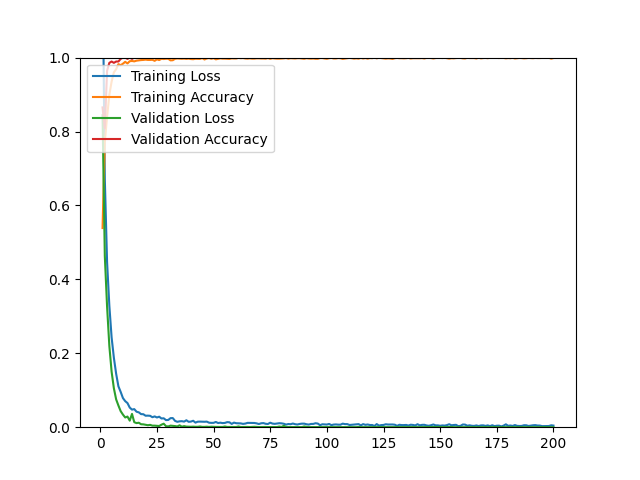 1.0
0.8
0.6
0.4
0.2
0.0
Training Loss
Training Accuracy
Validation Loss
Validation Accuracy
0 25 50 75 100 125 150 175 200